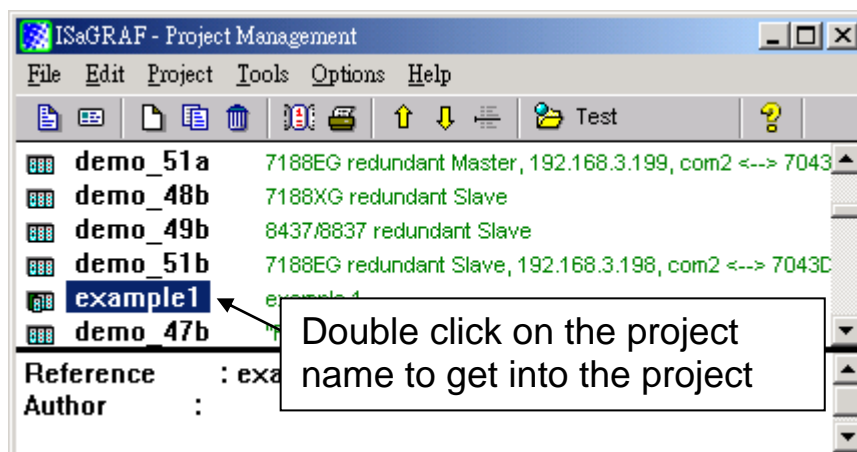 ISaGRAF - Project Management
File Edit Project Tools Options Help
Test
demo_51a 7188EG redundant Master, 192.168.3.199, com2 <--> 7043
demo_48b 7188XG redundant Slave
demo_49b 8437/8837 redundant Slave
demo_51b 7188EG redundant Slave, 192.168.3.198, com2 <--> 7043D
example1
demo_47b
Double click on the project
name to get into the project
Reference :
Author :